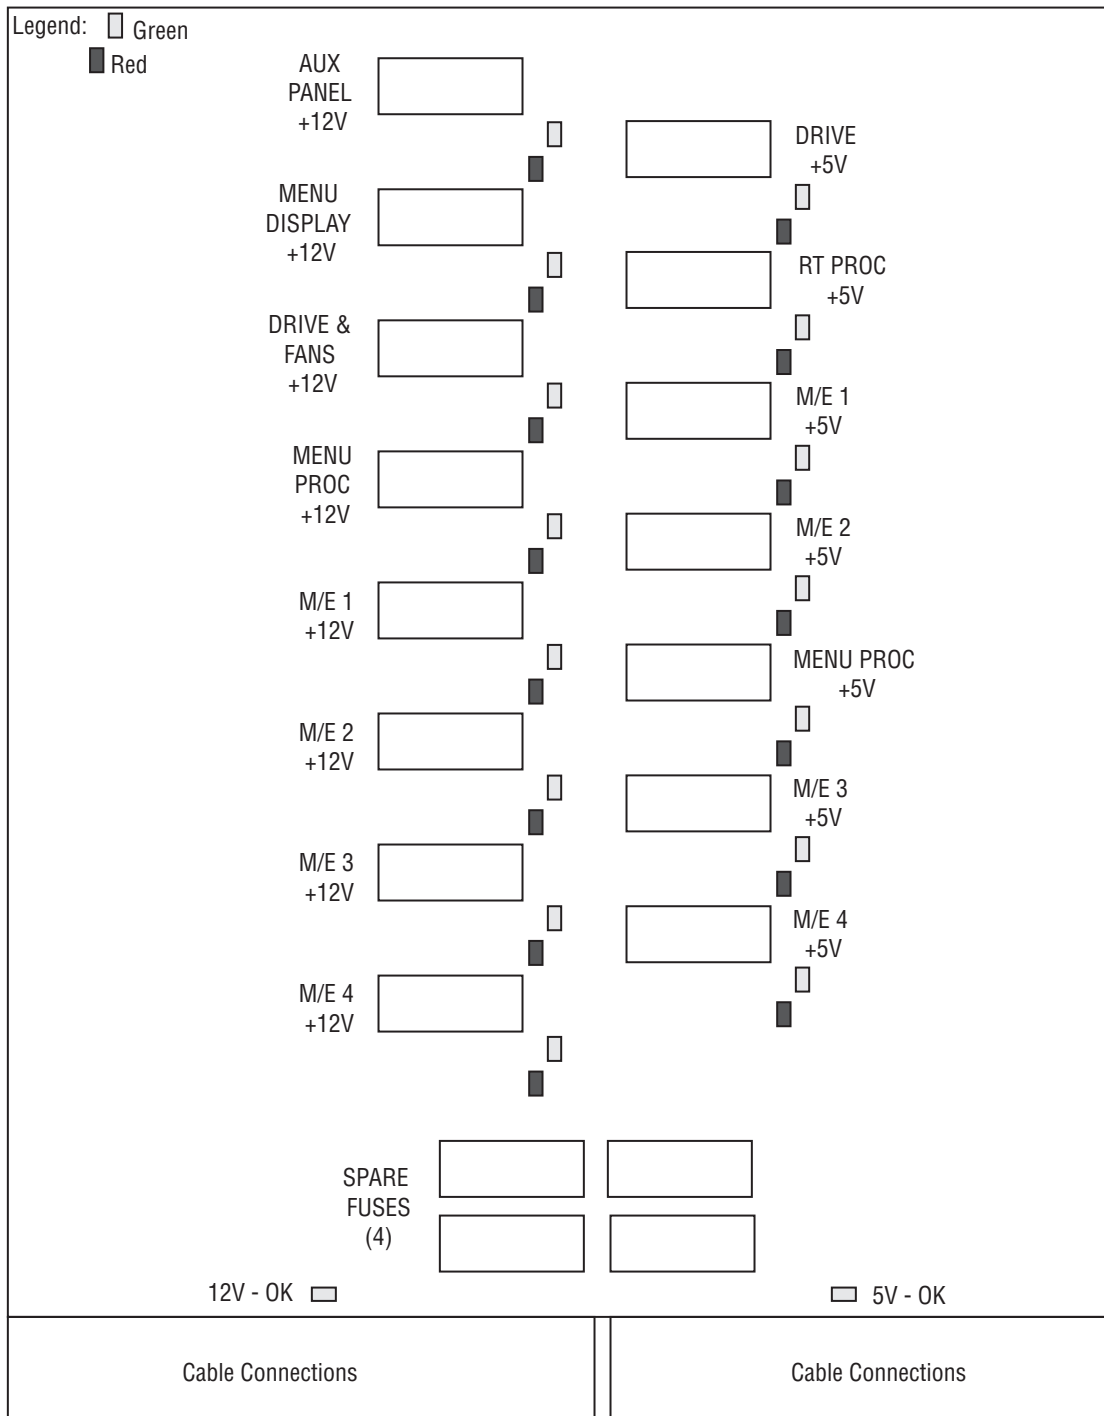 Legend: Green
Red
AUX
PANEL
+12V
MENU
DISPLAY
+12V
DRIVE &
FANS
+12V
MENU
PROC
+12V
M/E 1
+12V
M/E 2
+12V
M/E 3
+12V
M/E 4
+12V
DRIVE
+5V
RT PROC
+5V
M/E 1
+5V
M/E 2
+5V
MENU PROC
+5V
M/E 3
+5V
M/E 4
+5V
SPARE
FUSES
(4)
12V - OK
5V - OK
Cable Connections
Cable Connections